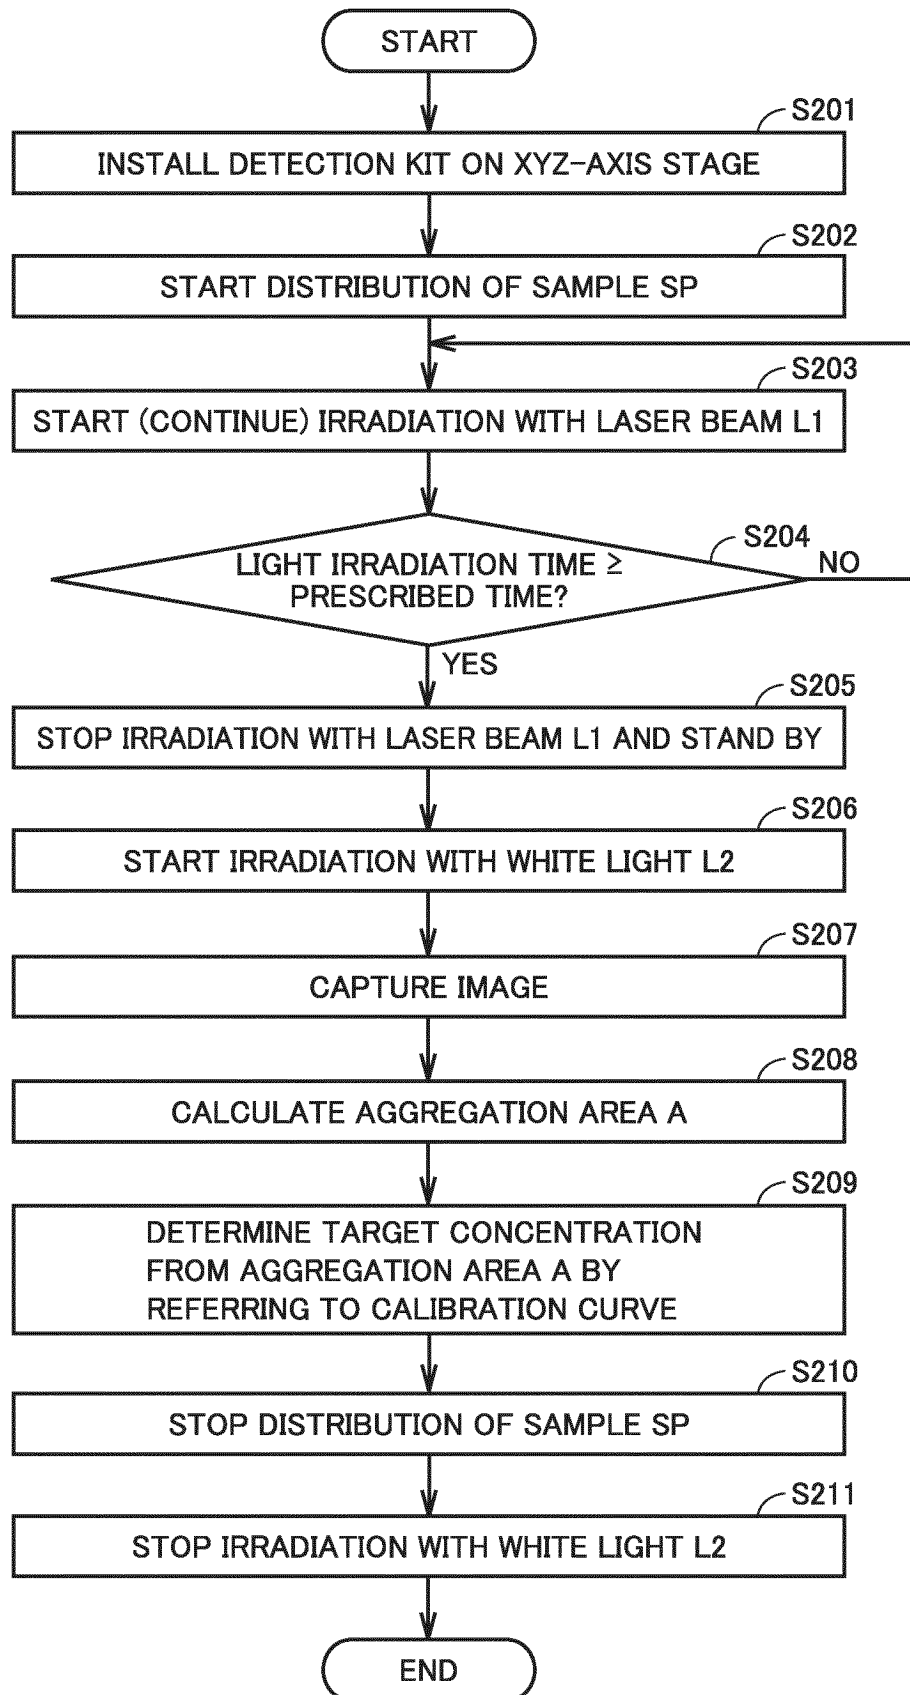 START
S201
INSTALL DETECTION KIT ON XYZ-AXIS STAGE
S202
START DISTRIBUTION OF SAMPLE SP
S203
START (CONTINUE) IRRADIATION WITH LASER BEAM L1
S204
LIGHT IRRADIATION TIME ≥
PRESCRIBED TIME?
NO
YES
S205
STOP IRRADIATION WITH LASER BEAM L1 AND STAND BY
S206
START IRRADIATION WITH WHITE LIGHT L2
S207
CAPTURE IMAGE
S208
CALCULATE AGGREGATION AREA A
S209
DETERMINE TARGET CONCENTRATION
FROM AGGREGATION AREA A BY
REFERRING TO CALIBRATION CURVE
S210
STOP DISTRIBUTION OF SAMPLE SP
S211
STOP IRRADIATION WITH WHITE LIGHT L2
END